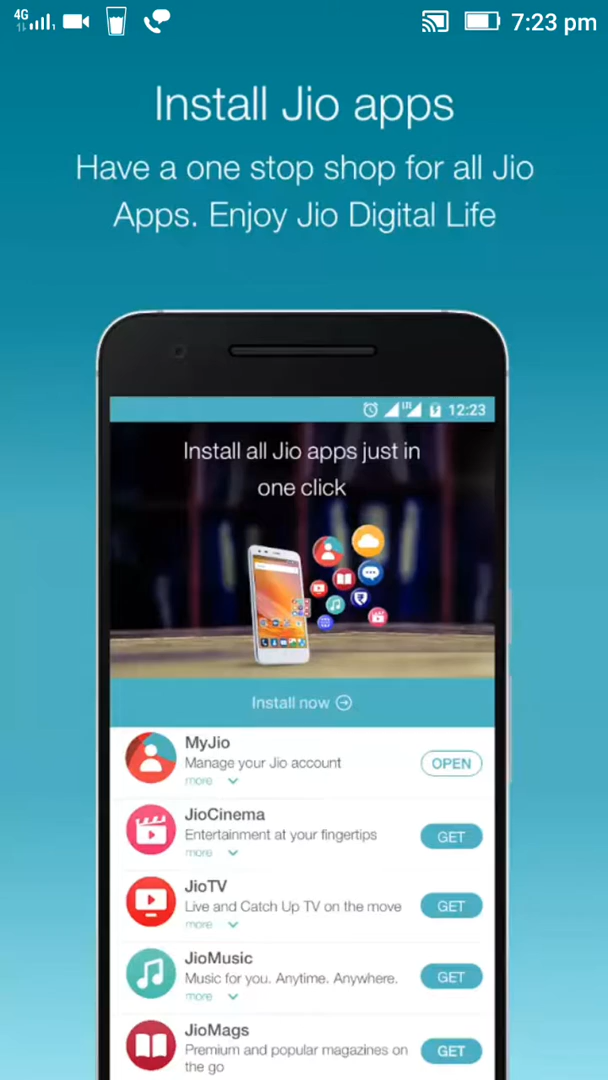 4G 7:23 pm
Install Jio apps
Have a one stop shop for all Jio
Apps. Enjoy Jio Digital Life
LTE 12:23
Install all Jio apps just in
one click
Install now
MyJio
Manage your Jio account
OPEN
more
JioCinema
Entertainment at your fingertips
GET
more
JioTV
Live and Catch Up TV on the move
GET
more
JioMusic
Music for you. Anytime. Anywhere.
GET
more
JioMags
Premium and popular magazines on
the go
GET